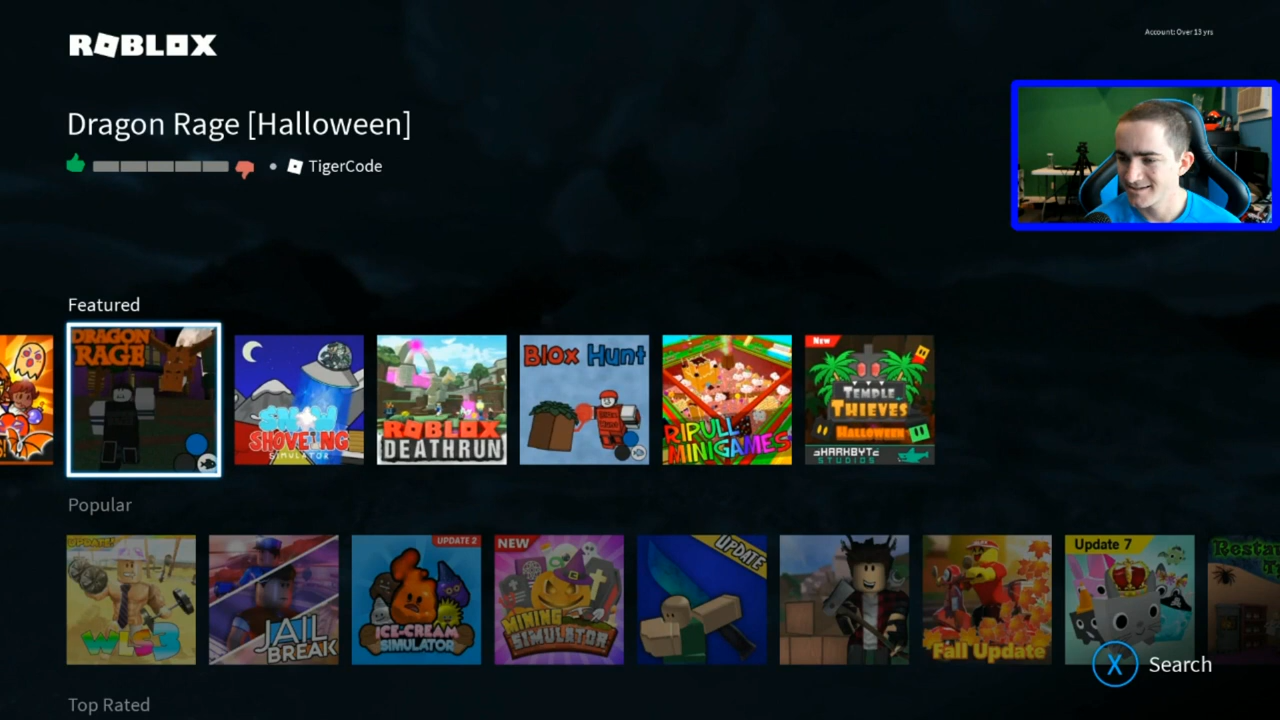 ROBLOX
Account: Over 13 yrs
Dragon Rage [Halloween]
TigerCode
Featured
DRAGON
RAGE
SNOW
SHOVELING
SIMULATOR
ROBLOX
DEATHRUN
Blox Hunt
RIPULL
MINIGAMES
New
TEMPLE
THIEVES
Halloween
SHARKBYTE
STUDIOS
Popular
UPDATE!
WLS3
JAIL
BREAK
UPDATE 2
ICE-CREAM
SIMULATOR
NEW
MINING
SIMULATOR
UPDATE
Fall Update
Update 7
X Search
Top Rated